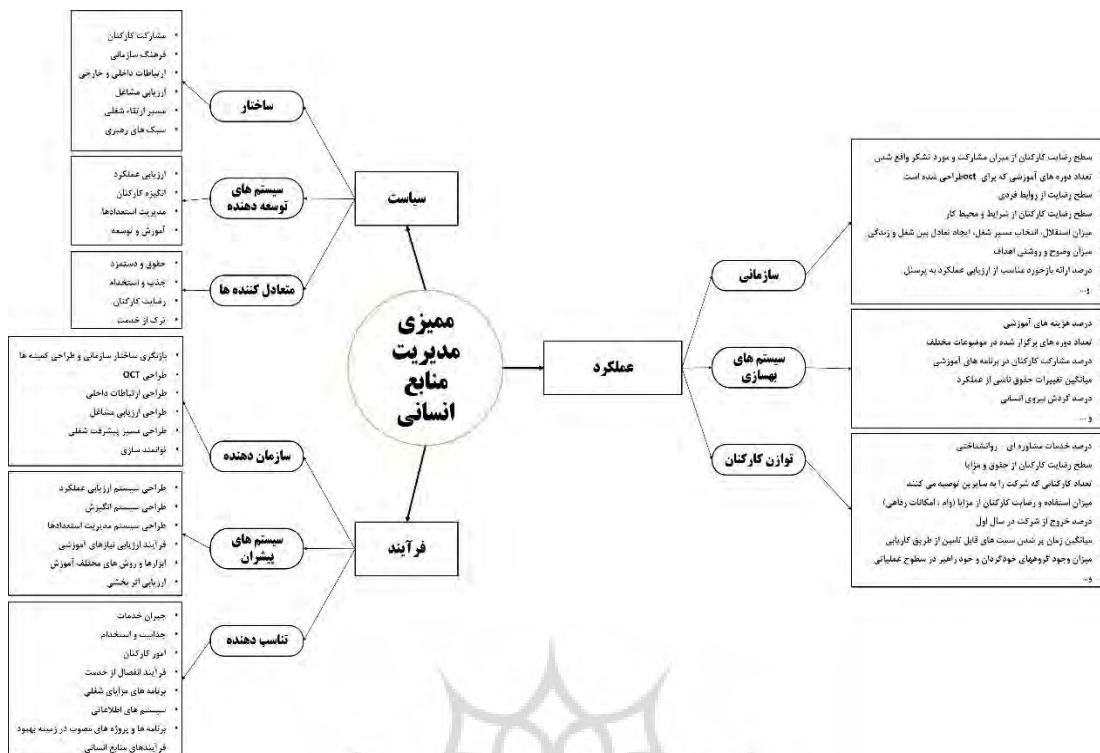 ممیزی
مدیریت
منابع
انسانی
سیاست
ساختار
• مشارکت کارکنان
• فرهنگ سازمانی
• ارتباطات داخلی و خارجی
• ارزیابی مشاغل
• مسیر ارتقاء شغلی
• سبک های رهبری
سیستم های
توسعه دهنده
• ارزیابی عملکرد
• انگیزه کارکنان
• مدیریت استعدادها
• آموزش و توسعه
متعادل کننده ها
• حقوق و دستمزد
• جذب و استخدام
• رضایت کارکنان
• ترک از خدمت
عملکرد
سازمانی
سطح رضایت کارکنان از میزان مشارکت و مورد تشکر واقع شدن
تعداد دوره های آموزشی که برای oct طراحی شده است
سطح رضایت از روابط فردی
سطح رضایت کارکنان از شرایط و محیط کار
میزان استقلال، انتخاب مسیر شغل، ایجاد تعادل بین شغل و زندگی
میزان وضوح و روشنی اهداف
درصد ارائه بازخورد مناسب از ارزیابی عملکرد به پرسنل
و...
سیستم های
بهسازی
درصد هزینه های آموزشی
تعداد دوره های برگزار شده در موضوعات مختلف
درصد مشارکت کارکنان در برنامه های آموزشی
میانگین تغییرات حقوق ناشی از عملکرد
درصد گردش نیروی انسانی
و ...
توازن کارکنان
درصد خدمات مشاوره ای - روانشناختی
سطح رضایت کارکنان از حقوق و مزایا
تعداد کارکنانی که شرکت را به سایرین توصیه می کنند
میزان استفاده و رضایت کارکنان از مزایا (وام ، امکانات رفاهی)
درصد خروج از شرکت در سال اول
میانگین زمان پر شدن سمت های قابل تامین از طریق کاریابی
میزان وجود گروههای خودگردان و خود راهبر در سطوح عملیاتی
و...
فرآیند
سازمان دهنده
• بازنگری ساختار سازمانی و طراحی کمیته ها
• طراحی OCT
• طراحی ارتباطات داخلی
• طراحی ارزیابی مشاغل
• طراحی مسیر پیشرفت شغلی
• توانمند سازی
سیستم های
پیشران
• طراحی سیستم ارزیابی عملکرد
• طراحی سیستم انگیزش
• طراحی سیستم مدیریت استعدادها
• فرآیند ارزیابی نیازهای آموزشی
• ابزارها و روش های مختلف آموزش
• ارزیابی اثر بخشی
تناسب دهنده
• جبران خدمات
• جذابیت و استخدام
• امور کارکنان
• فرآیند انفصال از خدمت
• برنامه های مزایای شغلی
• سیستم های اطلاعاتی
• برنامه ها و پروژه های مصوب در زمینه بهبود
فرآیندهای منابع انسانی